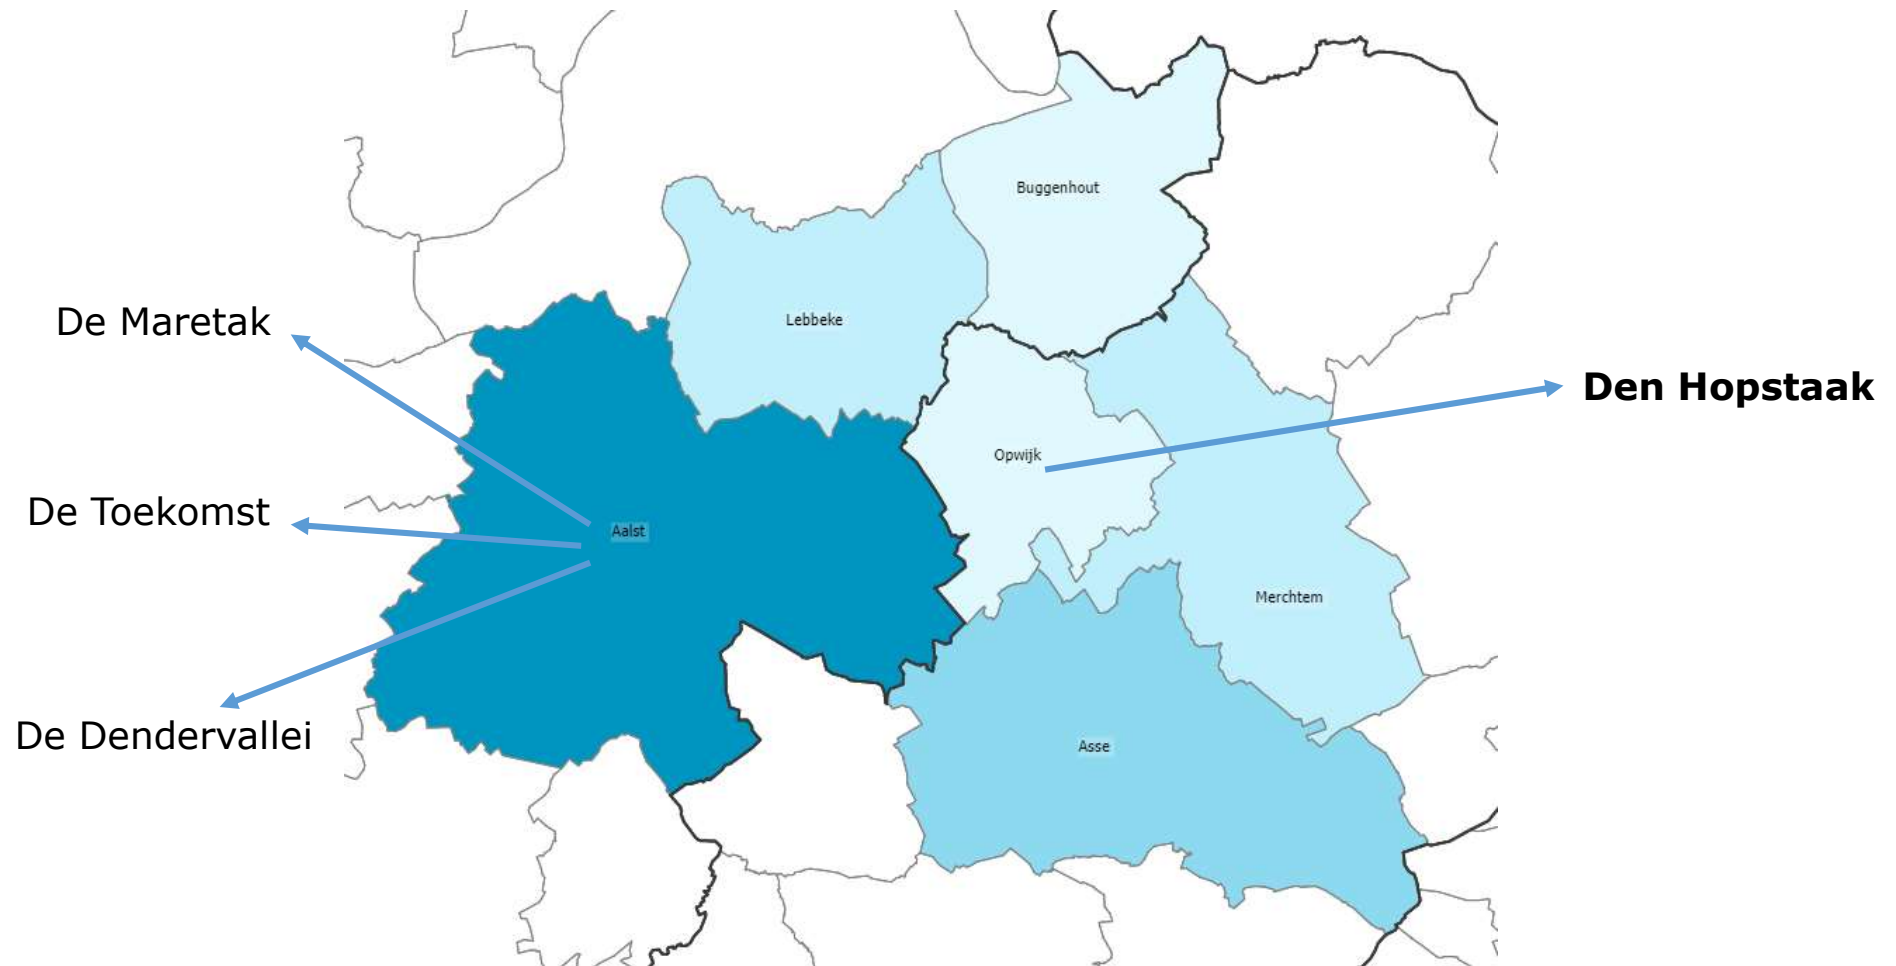 Buggenhout
De Maretak
Lebbeke
Den Hopstaak
Opwijk
De Toekomst
Aalst
Merchtem
De Dendervallei
Asse